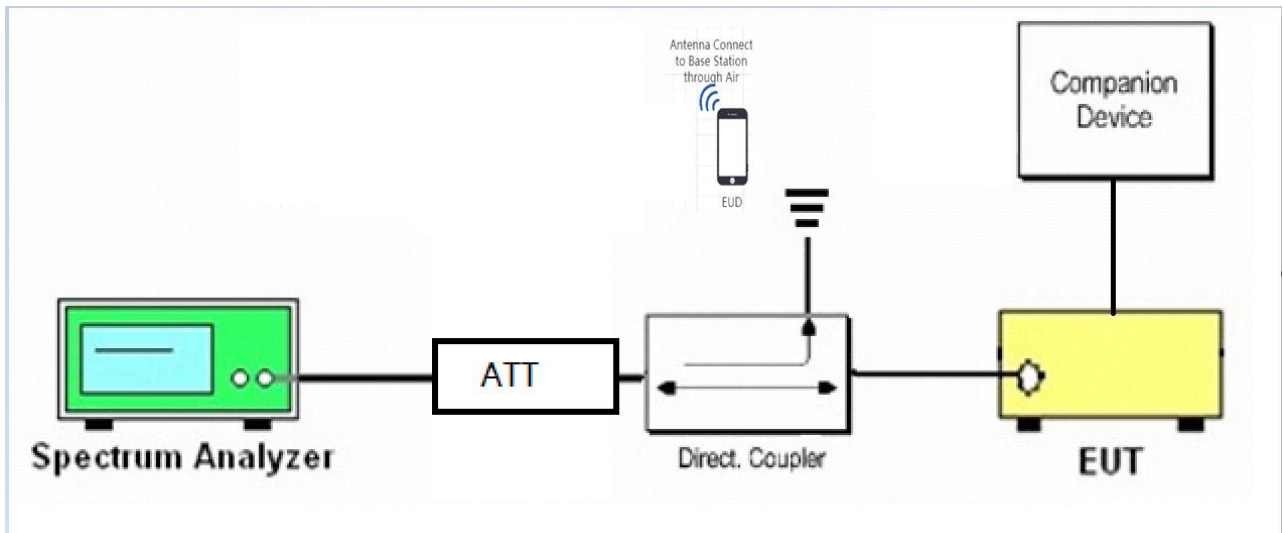 Antenna Connect
to Base Station
through Air
EUD
Companion
Device
ATT
Spectrum Analyzer
Direct. Coupler
EUT